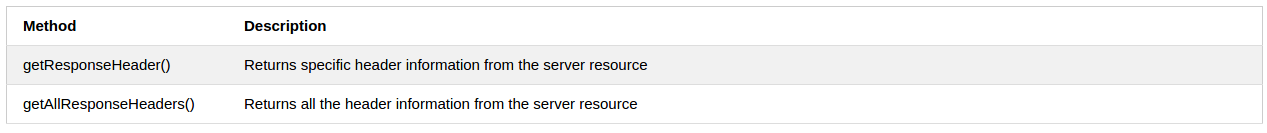 Method Description
getResponseHeader() Returns specific header information from the server resource
getAllResponseHeaders() Returns all the header information from the server resource